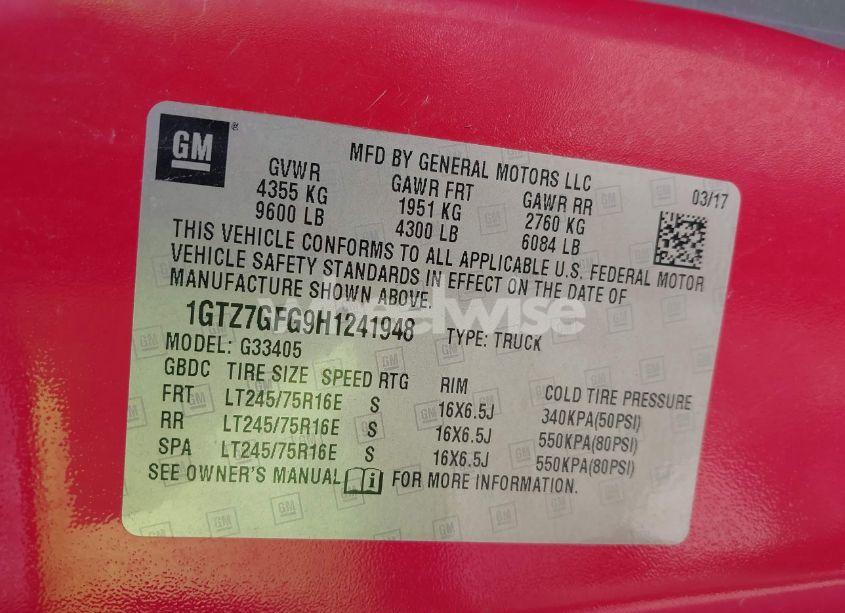 GM ®
MFD BY GENERAL MOTORS LLC
03/17
GVWR GAWR FRT GAWR RR
4355 KG 1951 KG 2760 KG
9600 LB 4300 LB 6084 LB
THIS VEHICLE CONFORMS TO ALL APPLICABLE U.S. FEDERAL MOTOR
VEHICLE SAFETY STANDARDS IN EFFECT ON THE DATE OF
MANUFACTURE SHOWN ABOVE.
wheelwise
1GTZ7GFG9H1241948 TYPE: TRUCK
MODEL: G33405
GBDC TIRE SIZE SPEED RTG RIM COLD TIRE PRESSURE
FRT LT245/75R16E S 16X6.5J 340KPA(50PSI)
RR LT245/75R16E S 16X6.5J 550KPA(80PSI)
SPA LT245/75R16E S 16X6.5J 550KPA(80PSI)
SEE OWNER'S MANUAL FOR MORE INFORMATION.